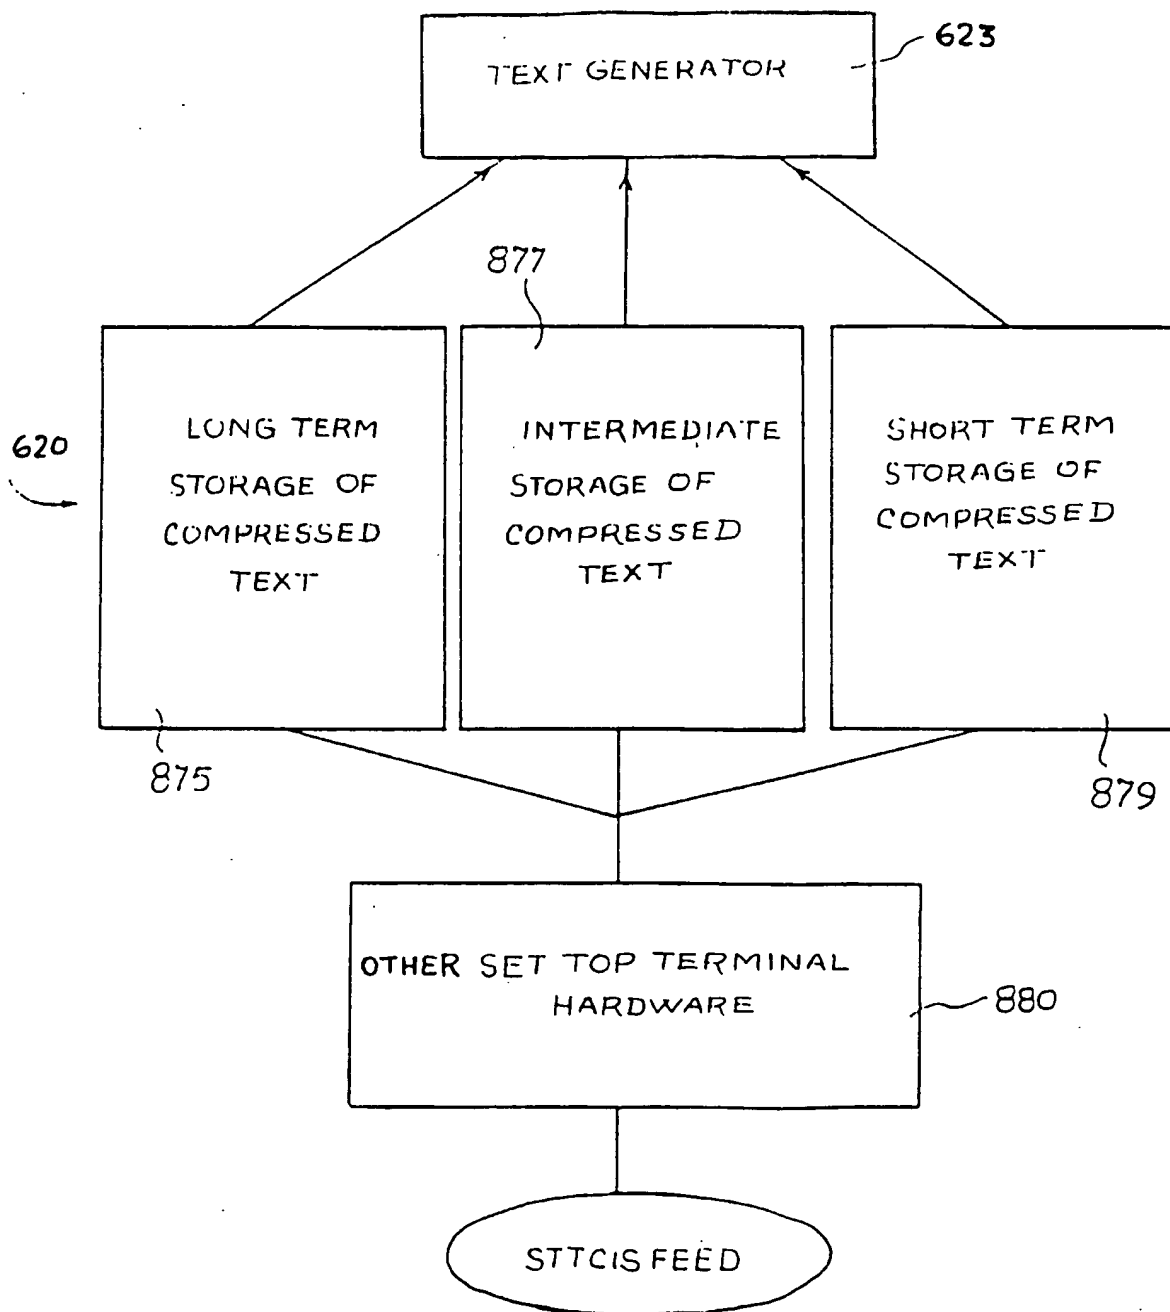 623
TEXT GENERATOR
877
620
LONG TERM
STORAGE OF
COMPRESSED
TEXT
INTERMEDIATE
STORAGE OF
COMPRESSED
TEXT
SHORT TERM
STORAGE OF
COMPRESSED
TEXT
875
879
OTHER SET TOP TERMINAL
HARDWARE
880
STTCIS FEED